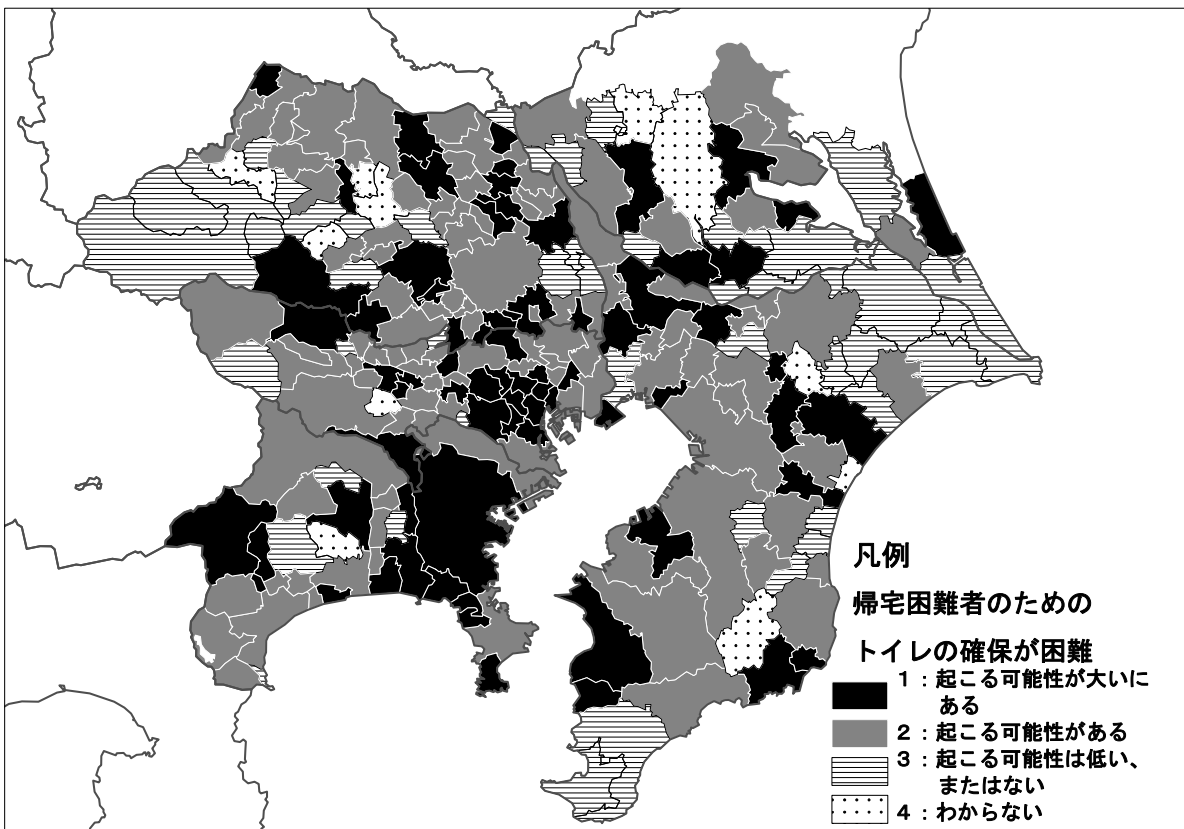 凡例
帰宅困難者のための
トイレの確保が困難
1：起こる可能性が大いに
ある
2：起こる可能性がある
3：起こる可能性は低い、
またはない
4：わからない